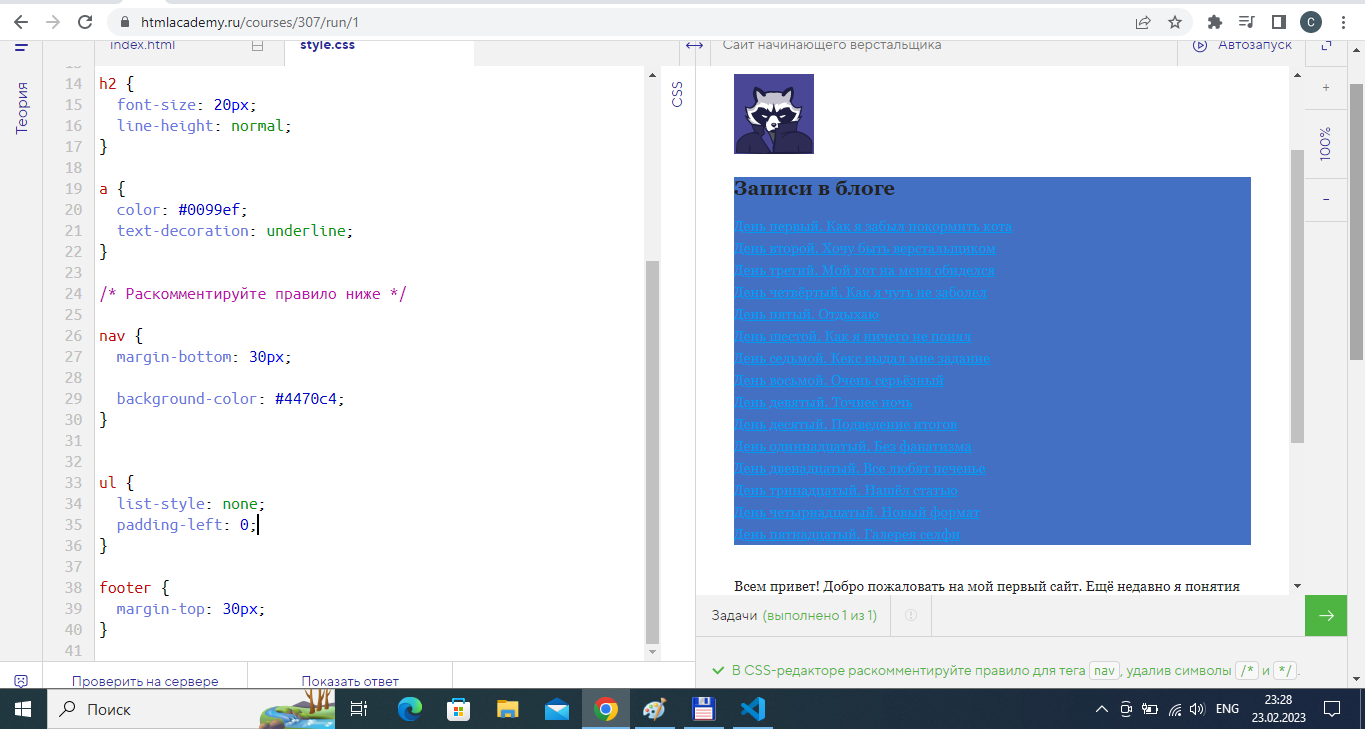 htmlacademy.ru/courses/307/run/1
C
index.html
style.css
Сайт начинающего верстальщика
Автозапуск
Теория
CSS
+
100%
−
14 h2 {
15 font-size: 20px;
16 line-height: normal;
17 }
18
19 a {
20 color: #0099ef;
21 text-decoration: underline;
22 }
23
24 /* Раскомментируйте правило ниже */
25
26 nav {
27 margin-bottom: 30px;
28
29 background-color: #4470c4;
30 }
31
32
33 ul {
34 list-style: none;
35 padding-left: 0;
36 }
37
38 footer {
39 margin-top: 30px;
40 }
41
Записи в блоге
День первый. Как я забыл покормить кота
День второй. Хочу быть верстальщиком
День третий. Мой кот на меня обиделся
День четвёртый. Как я чуть не заболел
День пятый. Отдыхаю
День шестой. Как я ничего не понял
День седьмой. Кекс выдал мне задание
День восьмой. Очень серьёзный
День девятый. Точнее ночь
День десятый. Подведение итогов
День одиннадцатый. Без фанатизма
День двенадцатый. Все любят печенье
День тринадцатый. Нашёл статью
День четырнадцатый. Новый формат
День пятнадцатый. Галерея селфи
Всем привет! Добро пожаловать на мой первый сайт. Ещё недавно я понятия
Задачи (выполнено 1 из 1)
В CSS-редакторе раскомментируйте правило для тега nav, удалив символы /* и */.
Проверить на сервере
Показать ответ
Поиск
ENG
23:28
23.02.2023